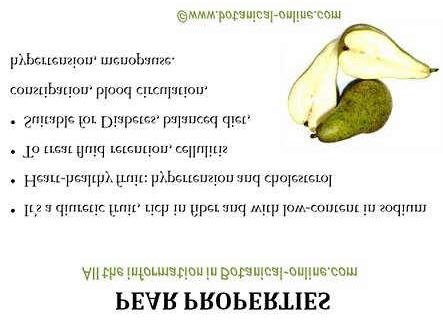 PEAR PROPERTIES
All the information in Botanical-online.com
• It's a diuretic fruit, rich in fiber and with low-content in sodium
• Heart-healthy fruit: hypertension and cholesterol
• To treat fluid retention, cellulitis
• Suitable for Diabetes, balanced diet,
constipation, blood circulation,
hypertension, menopause.
©www.botanical-online.com